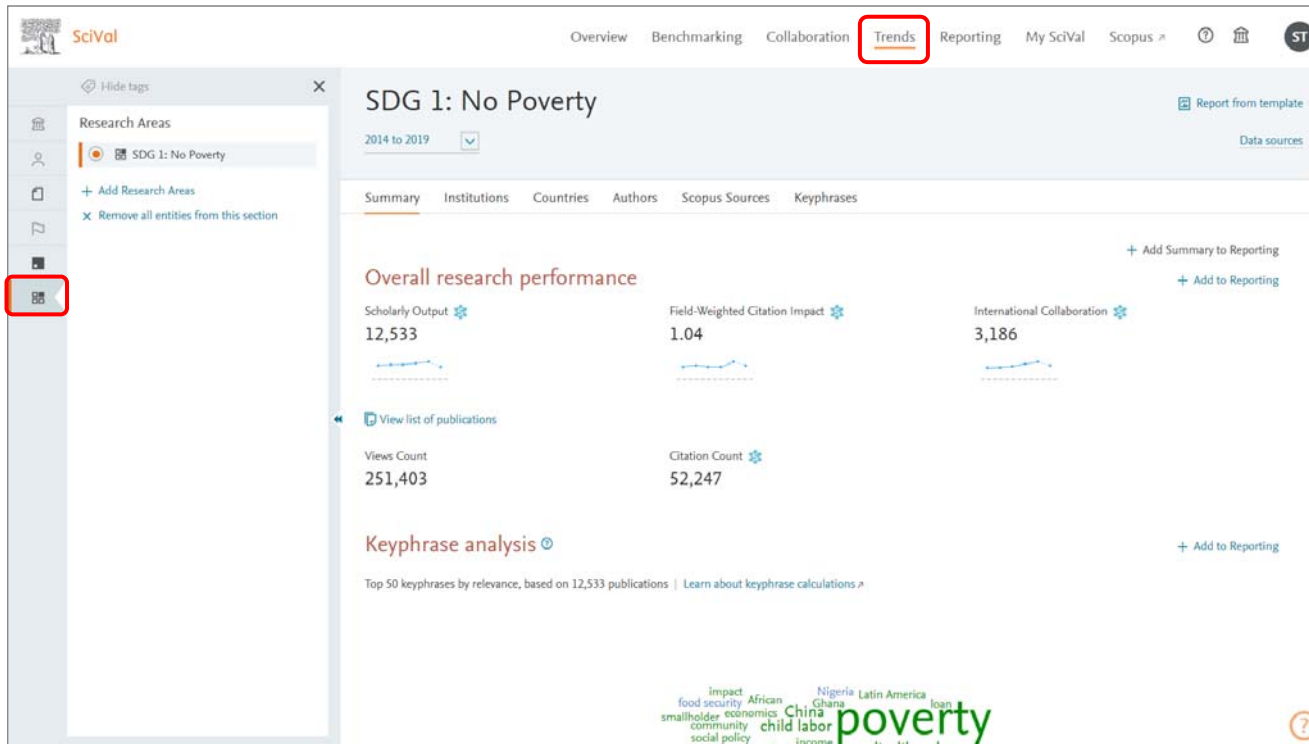 SciVal
Overview Benchmarking Collaboration Trends Reporting My SciVal Scopus ↗ ? ST
Hide tags ×
Research Areas
SDG 1: No Poverty
+ Add Research Areas
x Remove all entities from this section
SDG 1: No Poverty
Report from template
2014 to 2019
Data sources
Summary Institutions Countries Authors Scopus Sources Keyphrases
+ Add Summary to Reporting
Overall research performance
+ Add to Reporting
Scholarly Output Field-Weighted Citation Impact International Collaboration
12,533 1.04 3,186
View list of publications
Views Count Citation Count
251,403 52,247
Keyphrase analysis ?
+ Add to Reporting
Top 50 keyphrases by relevance, based on 12,533 publications | Learn about keyphrase calculations ↗
impact Nigeria Latin America
food security African Ghana loan
smallholder economics China poverty
community child labor
social policy
income
?